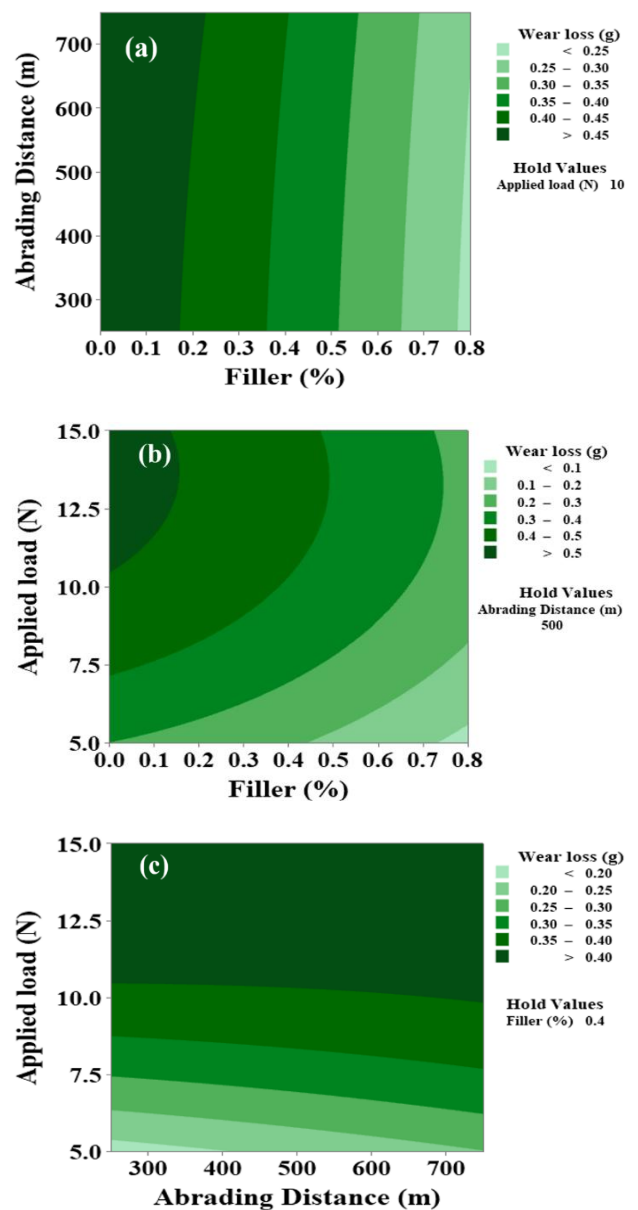 (a)
Abrading Distance (m)
700
600
500
400
300
0.0 0.1 0.2 0.3 0.4 0.5 0.6 0.7 0.8
Filler (%)
Wear loss (g)
< 0.25
0.25 – 0.30
0.30 – 0.35
0.35 – 0.40
0.40 – 0.45
> 0.45
Hold Values
Applied load (N) 10
(b)
Applied load (N)
15.0
12.5
10.0
7.5
5.0
0.0 0.1 0.2 0.3 0.4 0.5 0.6 0.7 0.8
Filler (%)
Wear loss (g)
< 0.1
0.1 – 0.2
0.2 – 0.3
0.3 – 0.4
0.4 – 0.5
> 0.5
Hold Values
Abrading Distance (m)
500
(c)
Applied load (N)
15.0
12.5
10.0
7.5
5.0
300 400 500 600 700
Abrading Distance (m)
Wear loss (g)
< 0.20
0.20 – 0.25
0.25 – 0.30
0.30 – 0.35
0.35 – 0.40
> 0.40
Hold Values
Filler (%) 0.4